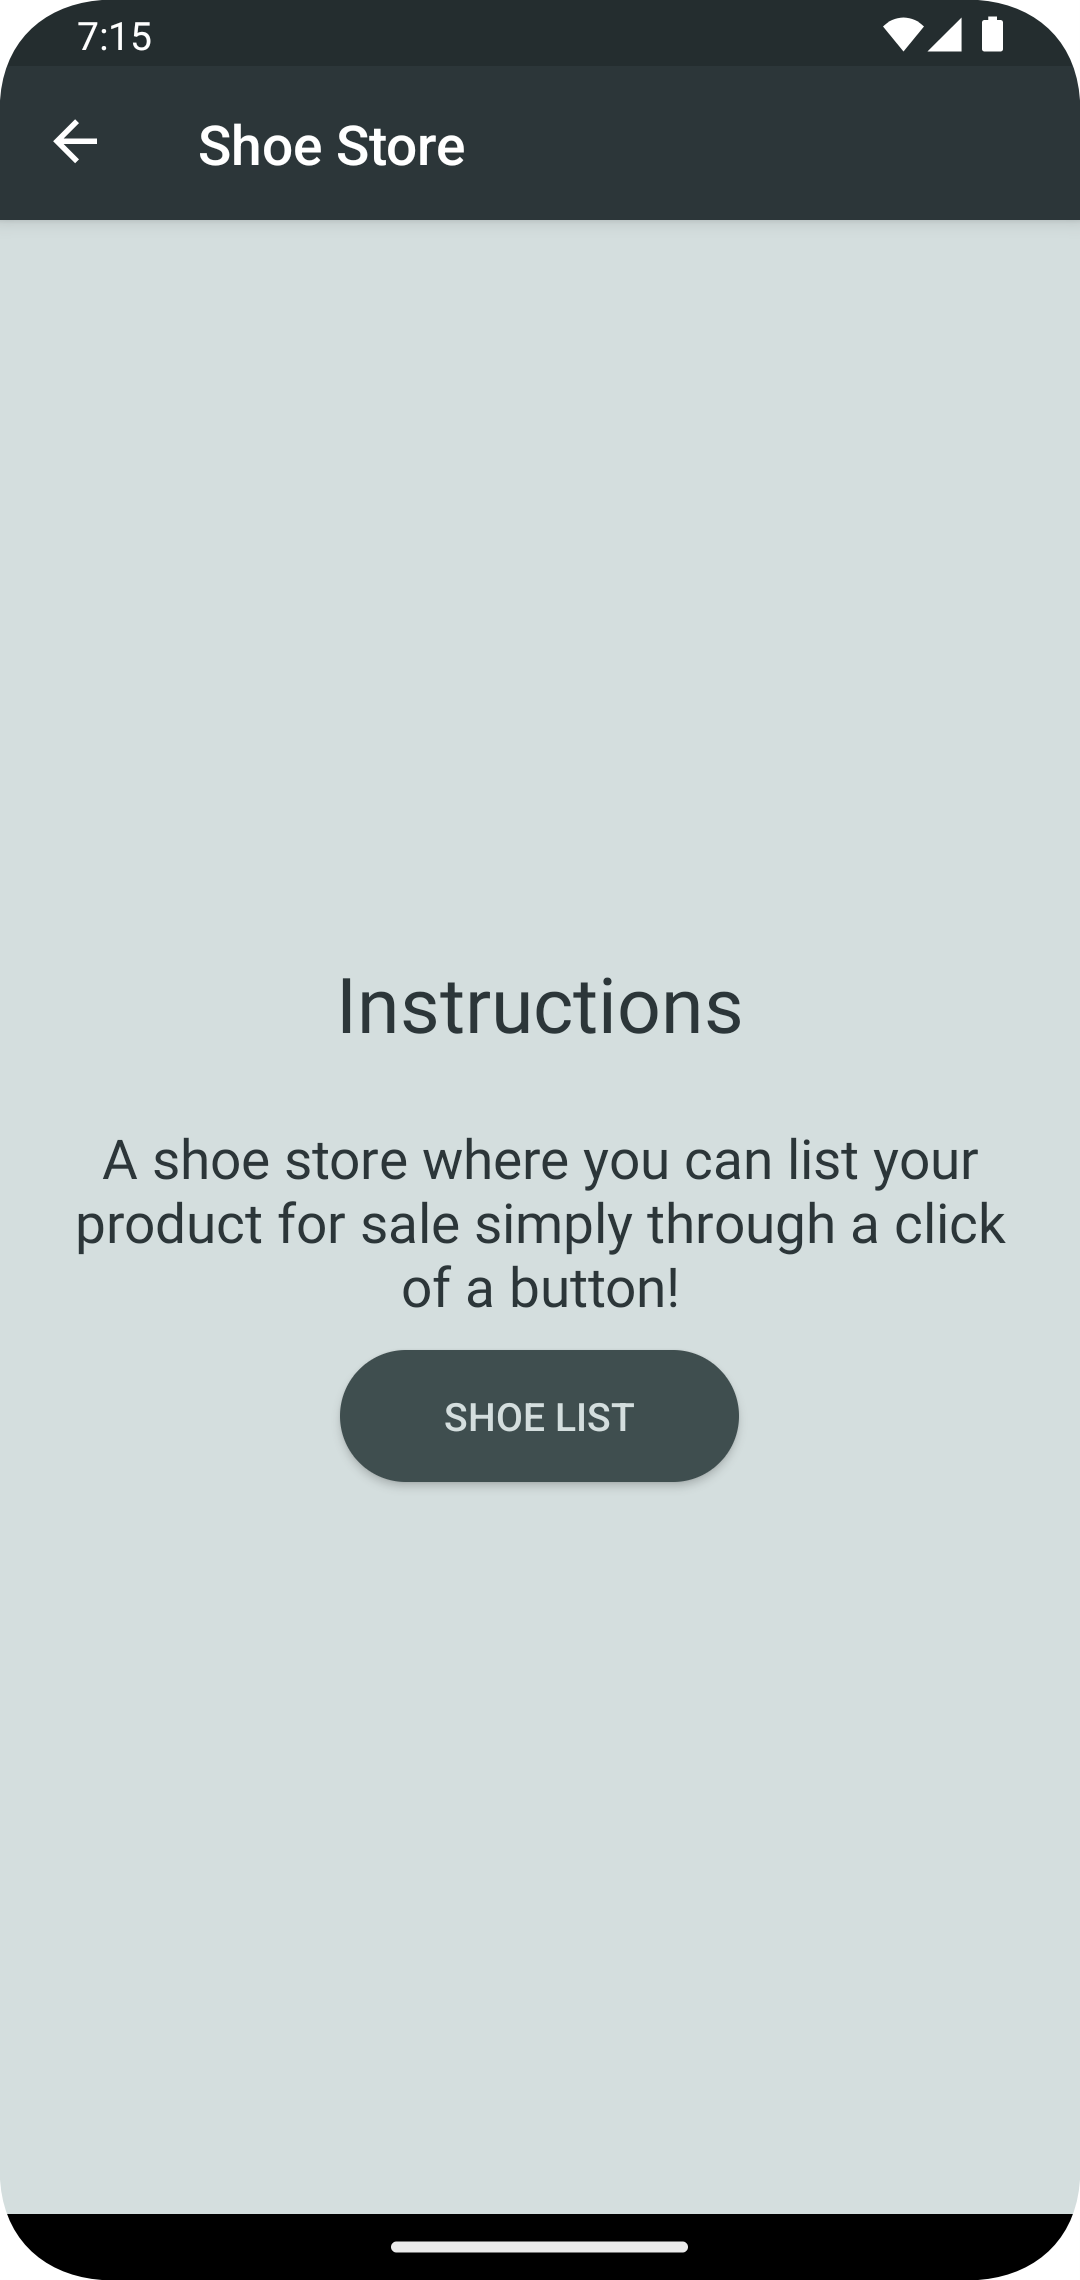 7:15
Shoe Store
Instructions
A shoe store where you can list your
product for sale simply through a click
of a button!
SHOE LIST